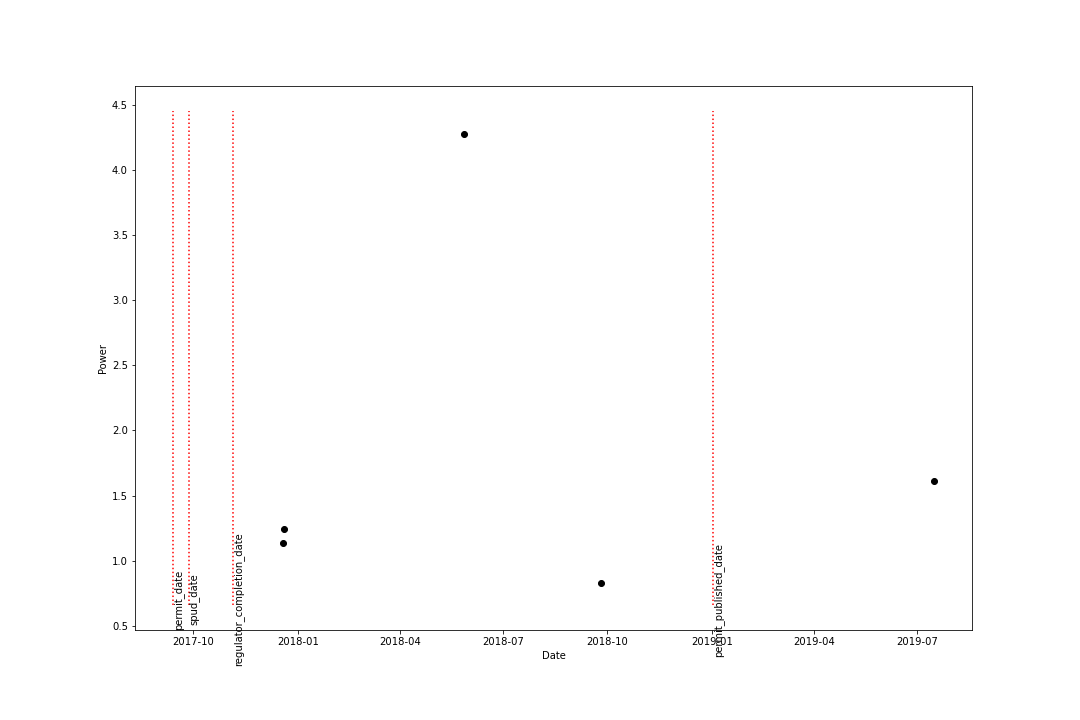 4.5
4.0
3.5
3.0
2.5
2.0
1.5
1.0
0.5
Power
permit_date
spud_date
regulator_completion_date
permit_published_date
2017-10
2018-01
2018-04
2018-07
2018-10
2019-01
2019-04
2019-07
Date